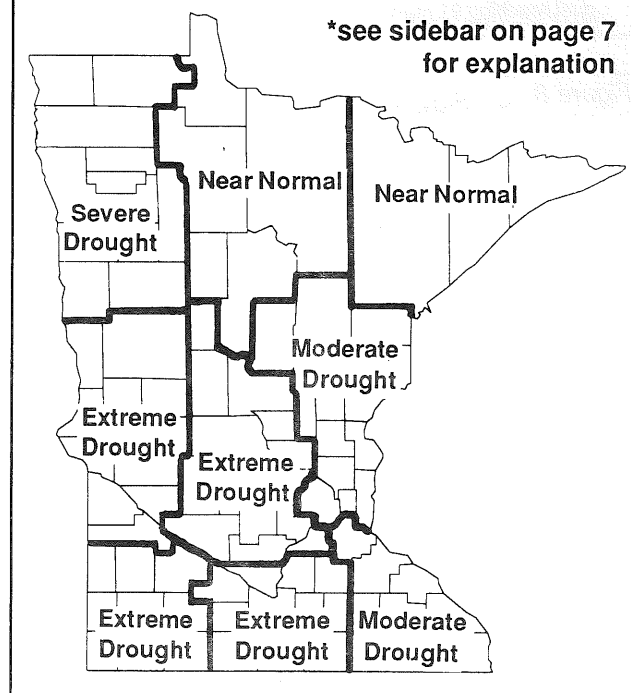 *see sidebar on page 7
for explanation
Near Normal
Near Normal
Severe
Drought
Moderate
Drought
Extreme
Drought
Extreme
Drought
Extreme
Drought
Extreme
Drought
Moderate
Drought